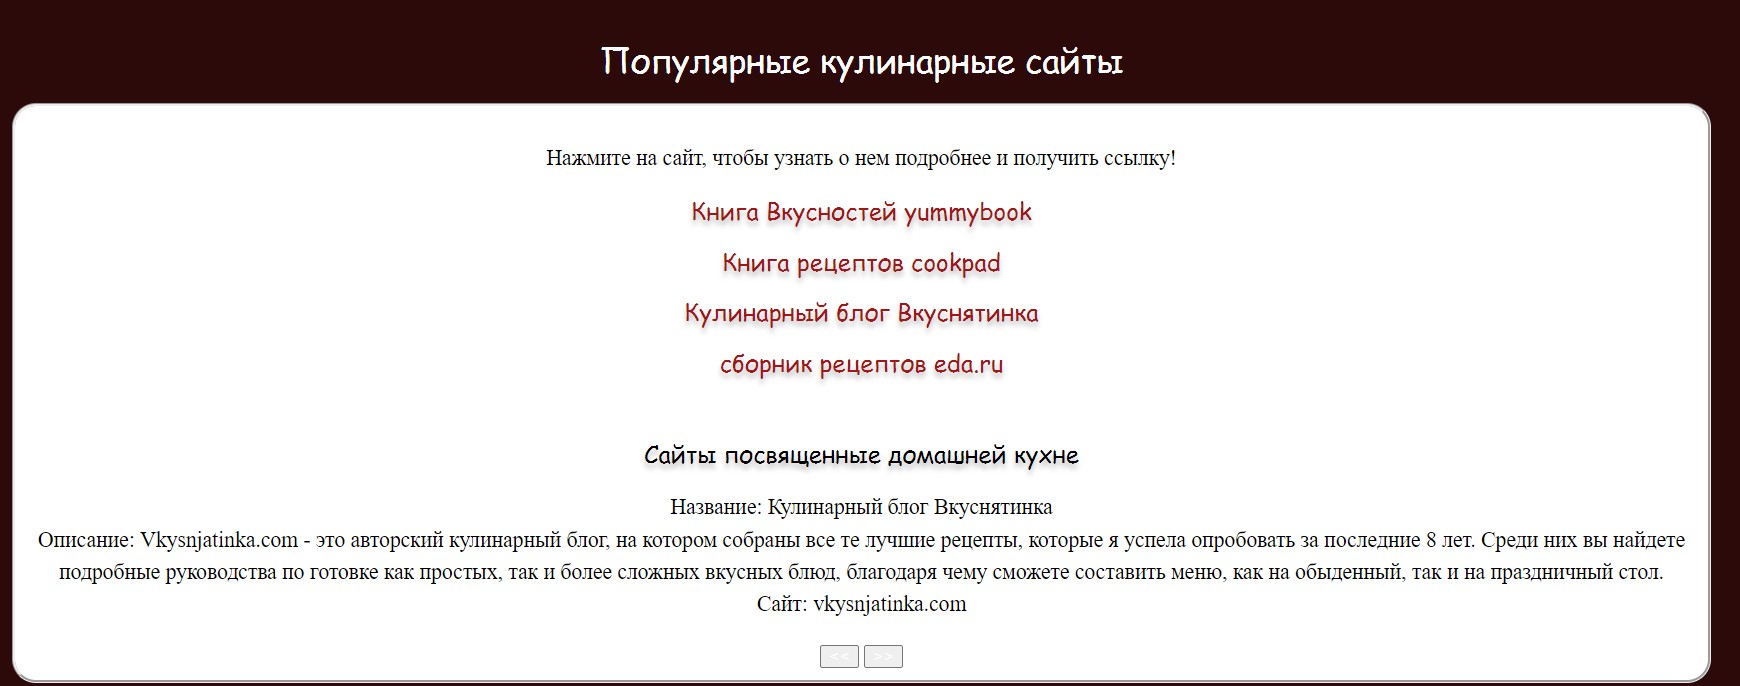 Популярные кулинарные сайты
Нажмите на сайт, чтобы узнать о нем подробнее и получить ссылку!
Книга Вкусностей yummybook
Книга рецептов cookpad
Кулинарный блог Вкуснятинка
сборник рецептов eda.ru
Сайты посвященные домашней кухне
Название: Кулинарный блог Вкуснятинка
Описание: Vkysnjatinka.com - это авторский кулинарный блог, на котором собраны все те лучшие рецепты, которые я успела опробовать за последние 8 лет. Среди них вы найдете
подробные руководства по готовке как простых, так и более сложных вкусных блюд, благодаря чему сможете составить меню, как на обыденный, так и на праздничный стол.
Сайт: vkysnjatinka.com
<< >>